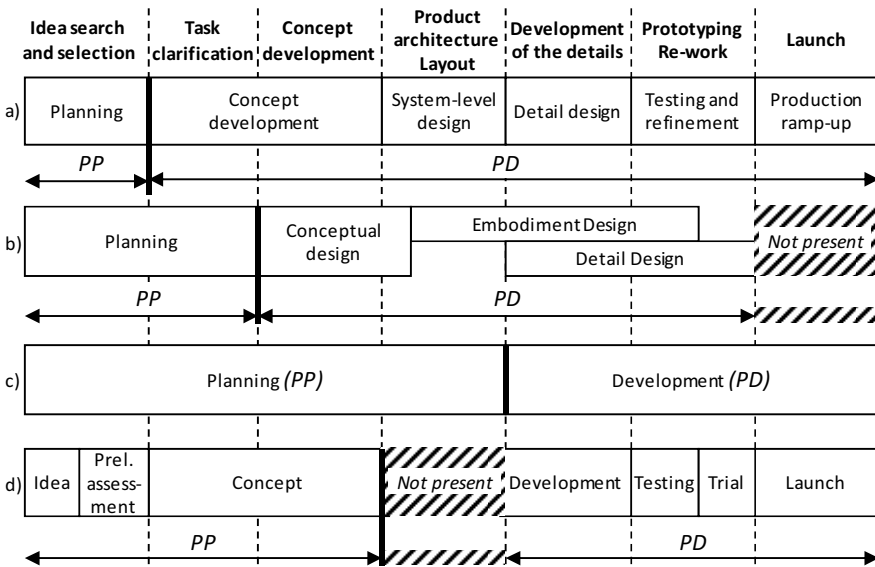 Idea search and selection
Task clarification
Concept development
Product architecture Layout
Development of the details
Prototyping Re-work
Launch
a)
Planning
Concept development
System-level design
Detail design
Testing and refinement
Production ramp-up
PP
PD
b)
Planning
Conceptual design
Embodiment Design
Detail Design
Not present
PP
PD
c)
Planning (PP)
Development (PD)
d)
Idea
Prel. assess-ment
Concept
Not present
Development
Testing
Trial
Launch
PP
PD